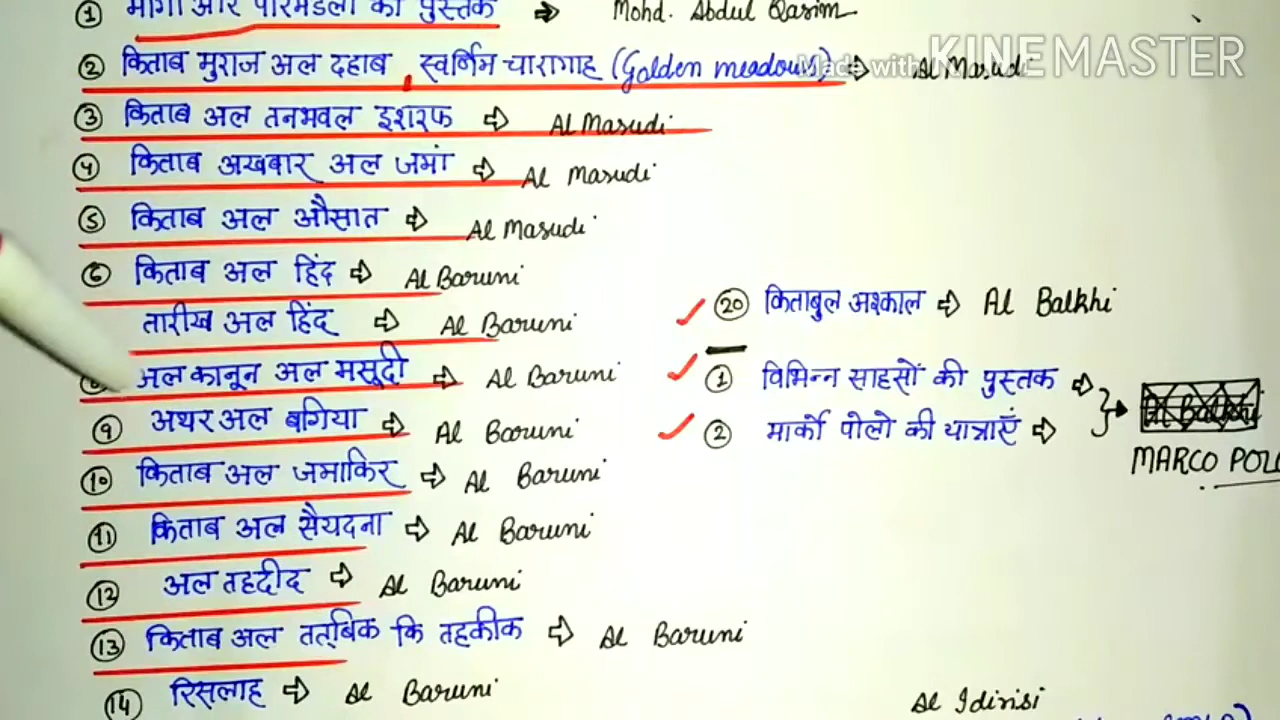 ① मार्गो और परिमंडलो की पुस्तक ⇒ Mohd. Abdul Qasim
② किताब मुराज अल दहाब, स्वर्णिम चारागाह (Golden meadows) ⇒ Al Masudi
Made with KINEMASTER
③ किताब अल तनभवल इशरफ ⇒ Al Masudi
④ किताब अखबार अल जमां ⇒ Al Masudi
⑤ किताब अल औसात ⇒ Al Masudi
⑥ किताब अल हिंद ⇒ Al Baruni
तारीख अल हिंद ⇒ Al Baruni
अल कानून अल मसूदी ⇒ Al Baruni
⑨ अथर अल बगिया ⇒ Al Baruni
⑩ किताब अल जमाकिर ⇒ Al Baruni
⑪ किताब अल सैयदना ⇒ Al Baruni
⑫ अल तहदीद ⇒ Al Baruni
⑬ किताब अल तत्बिक कि तहकीक ⇒ Al Baruni
⑭ रिसलाह ⇒ Al Baruni
⑳ किताबुल अश्काल ⇒ Al Balkhi
① विभिन्न साहसों की पुस्तक ⇒
② मार्को पोलो की यात्राएँ ⇒
Al Balkhi
MARCO POLO
Al Idirisi